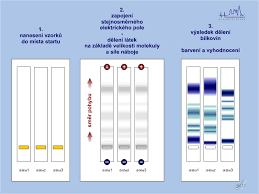 1.
nanesení vzorků
do místa startu
2.
zapojení
stejnosměrného
elektrického pole
-
dělení látek
na základě velikosti molekuly
a síle náboje
3.
výsledek dělení
bílkovin
-
barvení a vyhodnocení
směr pohybu